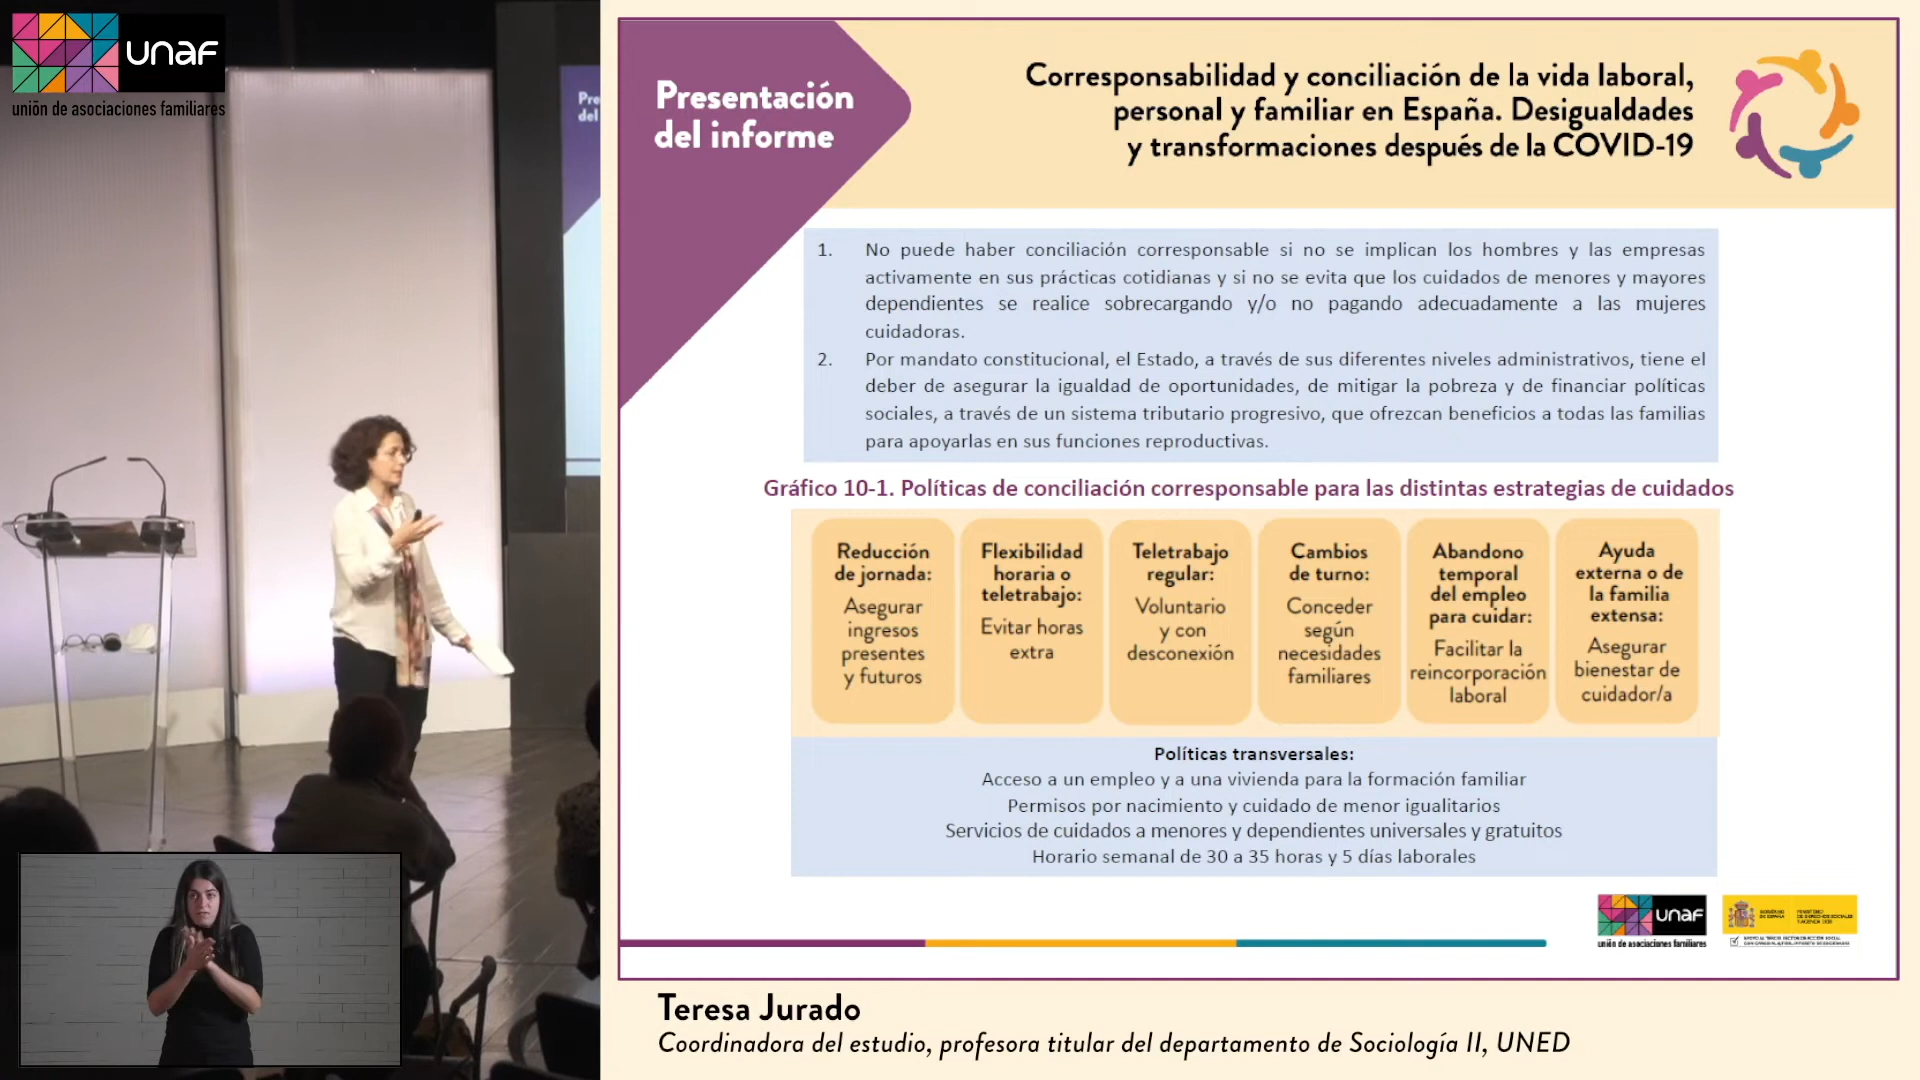 unaf
unión de asociaciones familiares
Pre
del
Presentación
del informe
Corresponsabilidad y conciliación de la vida laboral,
personal y familiar en España. Desigualdades
y transformaciones después de la COVID-19
1. No puede haber conciliación corresponsable si no se implican los hombres y las empresas
activamente en sus prácticas cotidianas y si no se evita que los cuidados de menores y mayores
dependientes se realice sobrecargando y/o no pagando adecuadamente a las mujeres
cuidadoras.
2. Por mandato constitucional, el Estado, a través de sus diferentes niveles administrativos, tiene el
deber de asegurar la igualdad de oportunidades, de mitigar la pobreza y de financiar políticas
sociales, a través de un sistema tributario progresivo, que ofrezcan beneficios a todas las familias
para apoyarlas en sus funciones reproductivas.
Gráfico 10-1. Políticas de conciliación corresponsable para las distintas estrategias de cuidados
Reducción
de jornada:
Asegurar
ingresos
presentes
y futuros
Flexibilidad
horaria o
teletrabajo:
Evitar horas
extra
Teletrabajo
regular:
Voluntario
y con
desconexión
Cambios
de turno:
Conceder
según
necesidades
familiares
Abandono
temporal
del empleo
para cuidar:
Facilitar la
reincorporación
laboral
Ayuda
externa o de
la familia
extensa:
Asegurar
bienestar de
cuidador/a
Políticas transversales:
Acceso a un empleo y a una vivienda para la formación familiar
Permisos por nacimiento y cuidado de menor igualitarios
Servicios de cuidados a menores y dependientes universales y gratuitos
Horario semanal de 30 a 35 horas y 5 días laborales
unaf
unión de asociaciones familiares
Teresa Jurado
Coordinadora del estudio, profesora titular del departamento de Sociología II, UNED